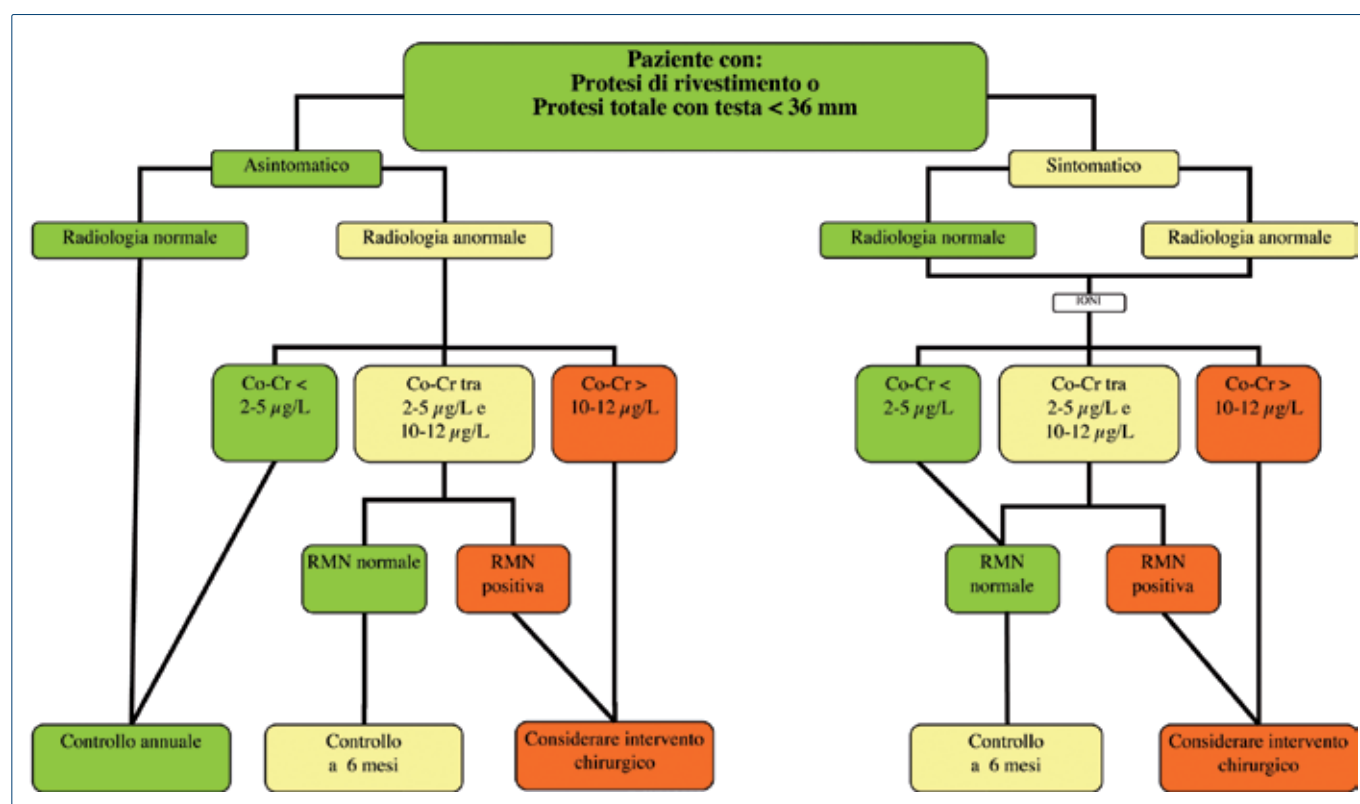 Paziente con:
Protesi di rivestimento o
Protesi totale con testa < 36 mm
Asintomatico
Sintomatico
Radiologia normale
Radiologia anormale
Radiologia normale
Radiologia anormale
IONI
Co-Cr <
2-5 µg/L
Co-Cr tra
2-5 µg/L e
10-12 µg/L
Co-Cr >
10-12 µg/L
Co-Cr <
2-5 µg/L
Co-Cr tra
2-5 µg/L e
10-12 µg/L
Co-Cr >
10-12 µg/L
RMN normale
RMN
positiva
RMN
normale
RMN
positiva
Controllo annuale
Controllo
a 6 mesi
Considerare intervento
chirurgico
Controllo
a 6 mesi
Considerare intervento
chirurgico